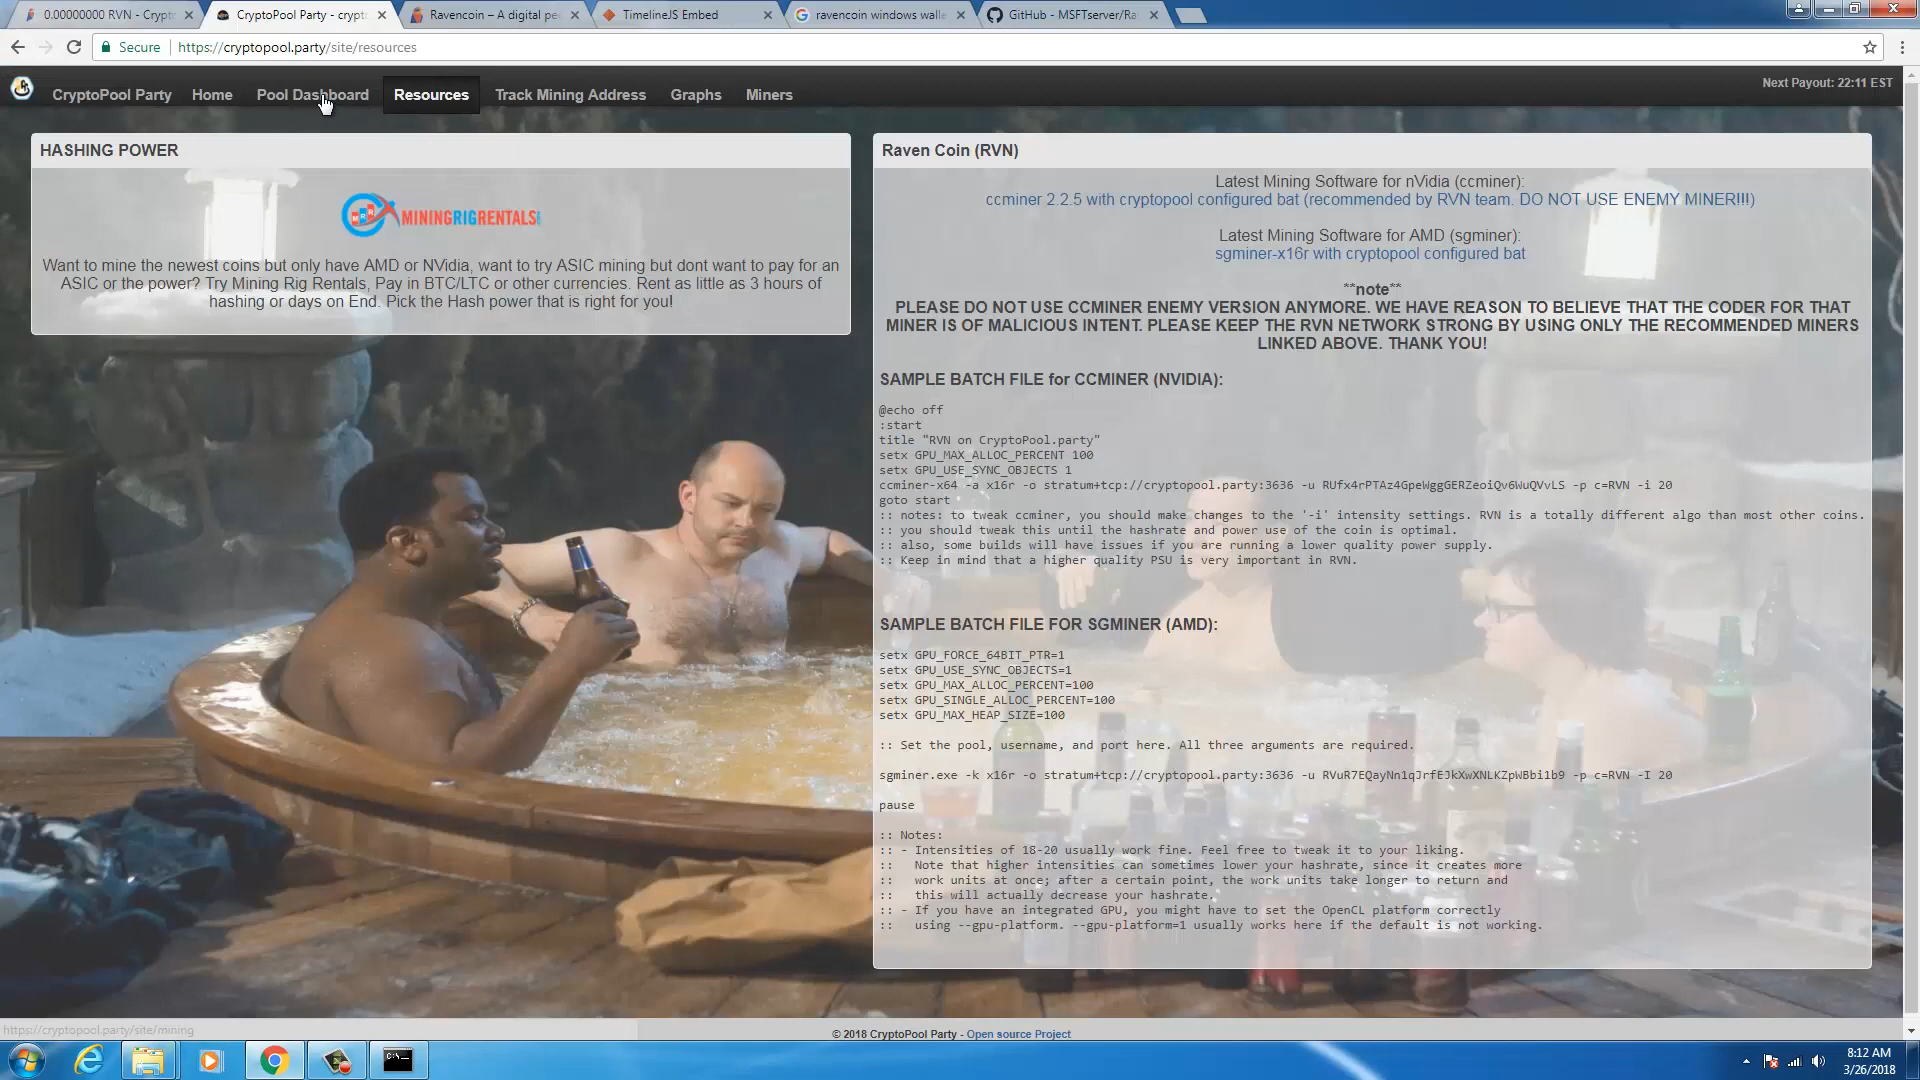 0.00000000 RVN - Crypto
CryptoPool Party - crypt
Ravencoin – A digital pe
TimelineJS Embed
ravencoin windows walle
GitHub - MSFTserver/Ra
Secure
https://cryptopool.party/site/resources
CryptoPool Party
Home
Pool Dashboard
Resources
Track Mining Address
Graphs
Miners
Next Payout: 22:11 EST
HASHING POWER
MRR MININGRIGRENTALS
Want to mine the newest coins but only have AMD or NVidia, want to try ASIC mining but dont want to pay for an
ASIC or the power? Try Mining Rig Rentals, Pay in BTC/LTC or other currencies. Rent as little as 3 hours of
hashing or days on End. Pick the Hash power that is right for you!
Raven Coin (RVN)
Latest Mining Software for nVidia (ccminer):
ccminer 2.2.5 with cryptopool configured bat (recommended by RVN team. DO NOT USE ENEMY MINER!!!)
Latest Mining Software for AMD (sgminer):
sgminer-x16r with cryptopool configured bat
**note**
PLEASE DO NOT USE CCMINER ENEMY VERSION ANYMORE. WE HAVE REASON TO BELIEVE THAT THE CODER FOR THAT
MINER IS OF MALICIOUS INTENT. PLEASE KEEP THE RVN NETWORK STRONG BY USING ONLY THE RECOMMENDED MINERS
LINKED ABOVE. THANK YOU!
SAMPLE BATCH FILE for CCMINER (NVIDIA):
@echo off
:start
title "RVN on CryptoPool.party"
setx GPU_MAX_ALLOC_PERCENT 100
setx GPU_USE_SYNC_OBJECTS 1
ccminer-x64 -a x16r -o stratum+tcp://cryptopool.party:3636 -u RUfx4rPTAz4GpeWggGERZeoiQv6WuQVvLS -p c=RVN -i 20
goto start
:: notes: to tweak ccminer, you should make changes to the '-i' intensity settings. RVN is a totally different algo than most other coins.
:: you should tweak this until the hashrate and power use of the coin is optimal.
:: also, some builds will have issues if you are running a lower quality power supply.
:: Keep in mind that a higher quality PSU is very important in RVN.
SAMPLE BATCH FILE FOR SGMINER (AMD):
setx GPU_FORCE_64BIT_PTR=1
setx GPU_USE_SYNC_OBJECTS=1
setx GPU_MAX_ALLOC_PERCENT=100
setx GPU_SINGLE_ALLOC_PERCENT=100
setx GPU_MAX_HEAP_SIZE=100
:: Set the pool, username, and port here. All three arguments are required.
sgminer.exe -k x16r -o stratum+tcp://cryptopool.party:3636 -u RVuR7EQayNn1qJrfEJkXwXNLKZpWBbi1b9 -p c=RVN -I 20
pause
:: Notes:
:: - Intensities of 18-20 usually work fine. Feel free to tweak it to your liking.
::   Note that higher intensities can sometimes lower your hashrate, since it creates more
::   work units at once; after a certain point, the work units take longer to return and
::   this will actually decrease your hashrate.
:: - If you have an integrated GPU, you might have to set the OpenCL platform correctly
::   using --gpu-platform. --gpu-platform=1 usually works here if the default is not working.
https://cryptopool.party/site/mining
© 2018 CryptoPool Party - Open source Project
8:12 AM
3/26/2018